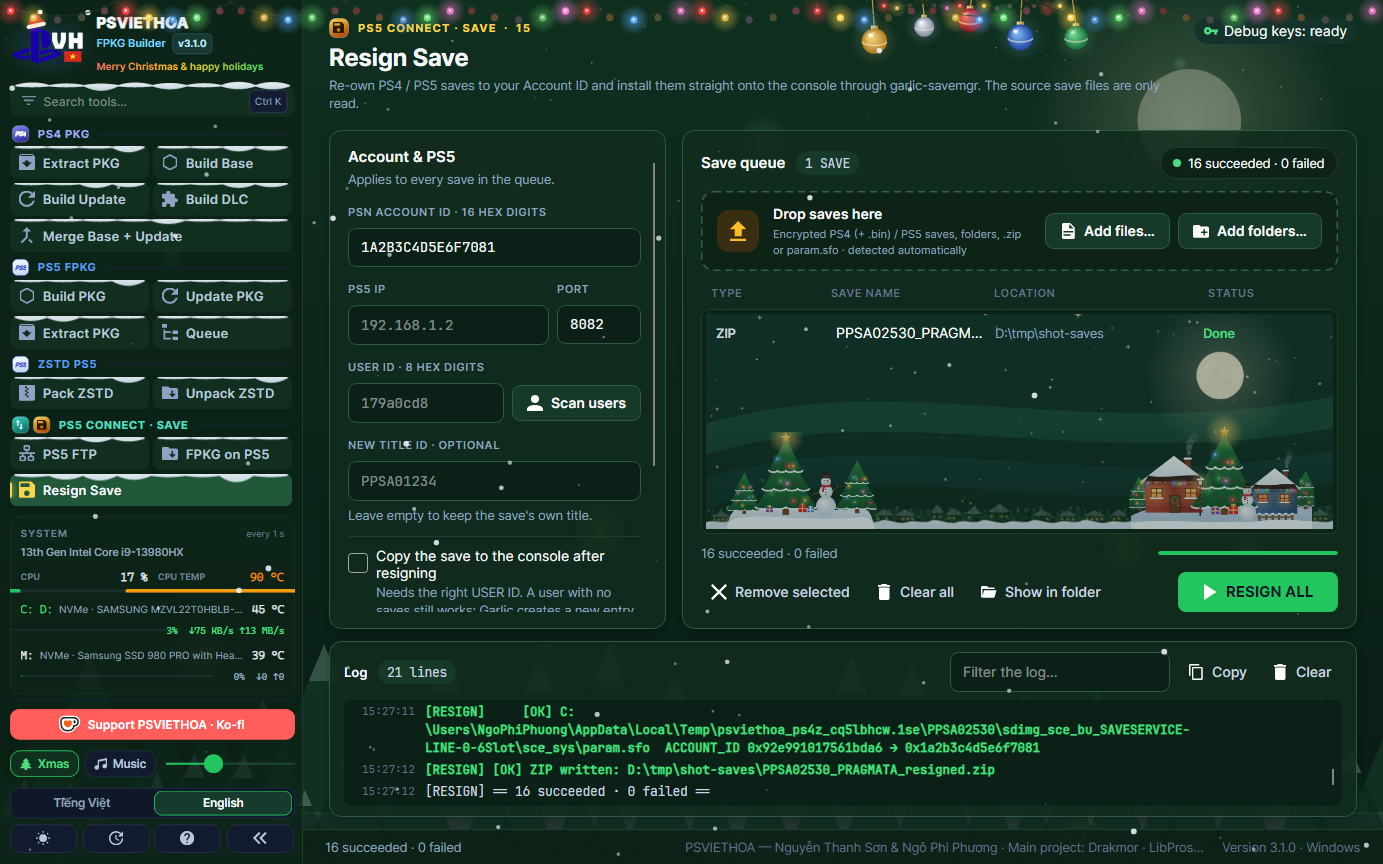 PSVIETHOA
FPKG Builder v3.1.0
Merry Christmas & happy holidays
VH
Search tools... Ctrl K
PS4 PKG
Extract PKG
Build Base
Build Update
Build DLC
Merge Base + Update
PS5 FPKG
Build PKG
Update PKG
Extract PKG
Queue
ZSTD PS5
Pack ZSTD
Unpack ZSTD
PS5 CONNECT · SAVE
PS5 FTP
FPKG on PS5
Resign Save
SYSTEM every 1 s
13th Gen Intel Core i9-13980HX
CPU 17 % CPU TEMP 90 °C
C: D: NVMe · SAMSUNG MZVL22T0HBLB-... 45 °C
3% ↓75 KB/s ↑13 MB/s
M: NVMe · Samsung SSD 980 PRO with Hea... 39 °C
0% ↓0 ↑0
Support PSVIETHOA · Ko-fi
Xmas
Music
Tiếng Việt
English
PS5 CONNECT · SAVE · 15
Debug keys: ready
Resign Save
Re-own PS4 / PS5 saves to your Account ID and install them straight onto the console through garlic-savemgr. The source save files are only
read.
Account & PS5
Applies to every save in the queue.
PSN ACCOUNT ID · 16 HEX DIGITS
1A2B3C4D5E6F7081
PS5 IP PORT
192.168.1.2 8082
USER ID · 8 HEX DIGITS
179a0cd8 Scan users
NEW TITLE ID · OPTIONAL
PPSA01234
Leave empty to keep the save's own title.
Copy the save to the console after
resigning
Needs the right USER ID. A user with no
saves still works: Garlic creates a new entry
Save queue 1 SAVE
16 succeeded · 0 failed
Drop saves here
Encrypted PS4 (+ .bin) / PS5 saves, folders, .zip
or param.sfo · detected automatically
Add files...
Add folders...
TYPE SAVE NAME LOCATION STATUS
ZIP PPSA02530_PRAGM... D:\tmp\shot-saves Done
16 succeeded · 0 failed
Remove selected
Clear all
Show in folder
RESIGN ALL
Log 21 lines
Filter the log...
Copy
Clear
15:27:11 [RESIGN] [OK] C:
\Users\NgoPhiPhuong\AppData\Local\Temp\psviethoa_ps4z_cq5lbhcw.1se\PPSA02530\sdimg_sce_bu_SAVESERVICE-
LINE-0-6Slot\sce_sys\param.sfo ACCOUNT_ID 0x92e991017561bda6 → 0x1a2b3c4d5e6f7081
15:27:12 [RESIGN] [OK] ZIP written: D:\tmp\shot-saves\PPSA02530_PRAGMATA_resigned.zip
15:27:12 [RESIGN] == 16 succeeded · 0 failed ==
16 succeeded · 0 failed
PSVIETHOA — Nguyễn Thanh Sơn & Ngô Phi Phương · Main project: Drakmor · LibPros...
Version 3.1.0 · Windows